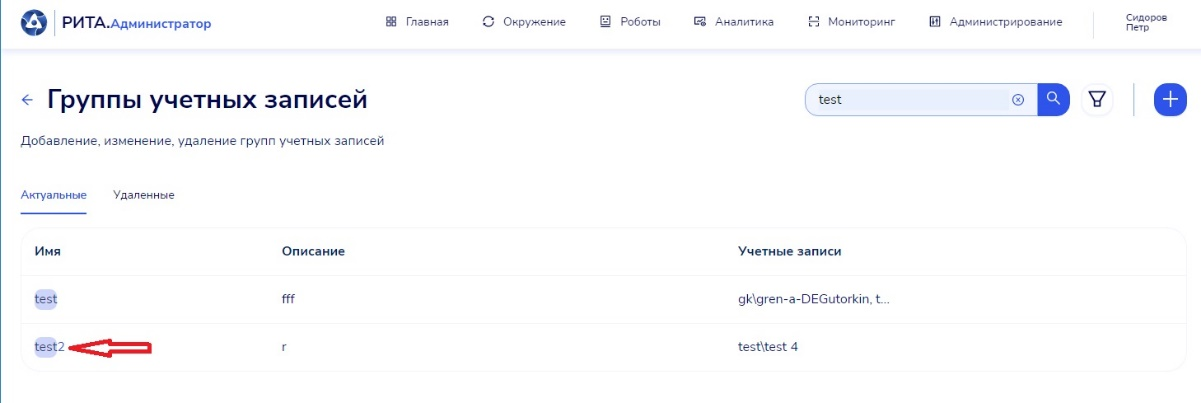 РИТА.Администратор
Главная
Окружение
Роботы
Аналитика
Мониторинг
Администрирование
Сидоров
Петр
Группы учетных записей
test
Добавление, изменение, удаление групп учетных записей
Актуальные Удаленные
Имя Описание Учетные записи
test fff gk\gren-a-DEGutorkin, t...
test2 r test\test 4